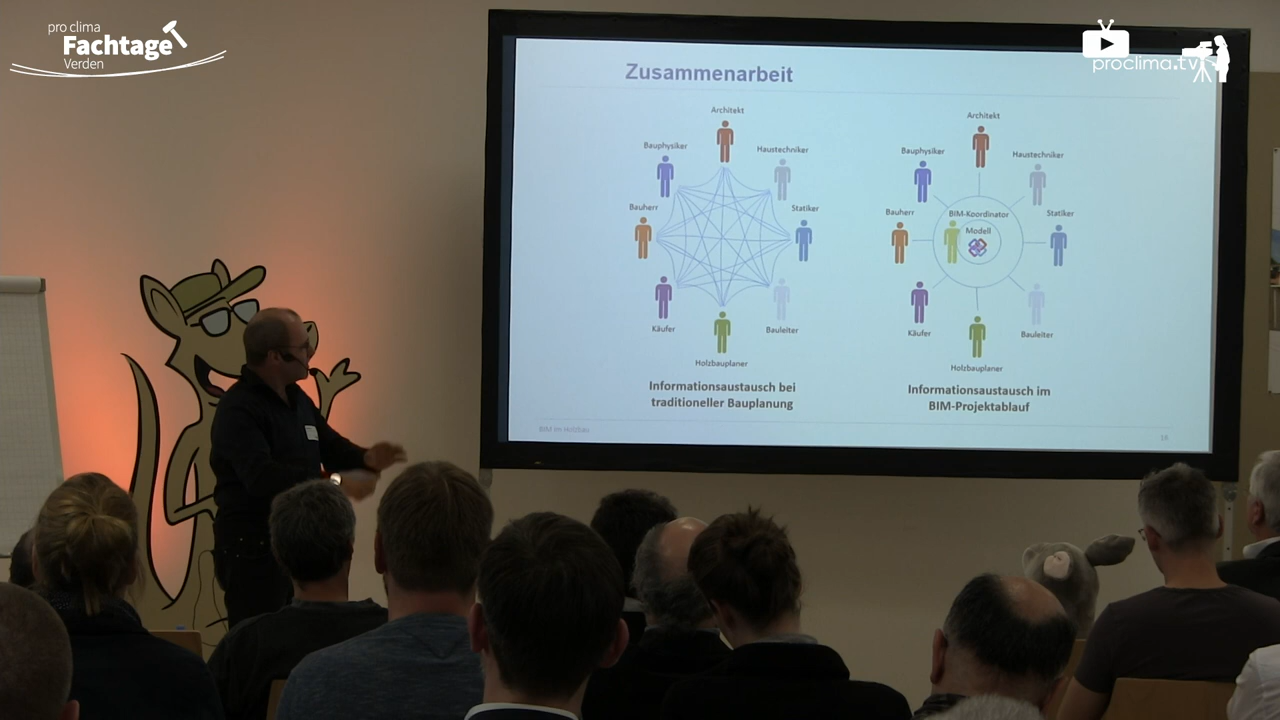 pro clima
Fachtage
Verden
proclima.tv
Zusammenarbeit
Architekt
Bauphysiker
Haustechniker
Bauherr
Statiker
Käufer
Bauleiter
Holzbauplaner
Informationsaustausch bei
traditioneller Bauplanung
Architekt
Bauphysiker
Haustechniker
Bauherr
BIM-Koordinator
Statiker
Modell
Käufer
Bauleiter
Holzbauplaner
Informationsaustausch im
BIM-Projektablauf
BIM im Holzbau